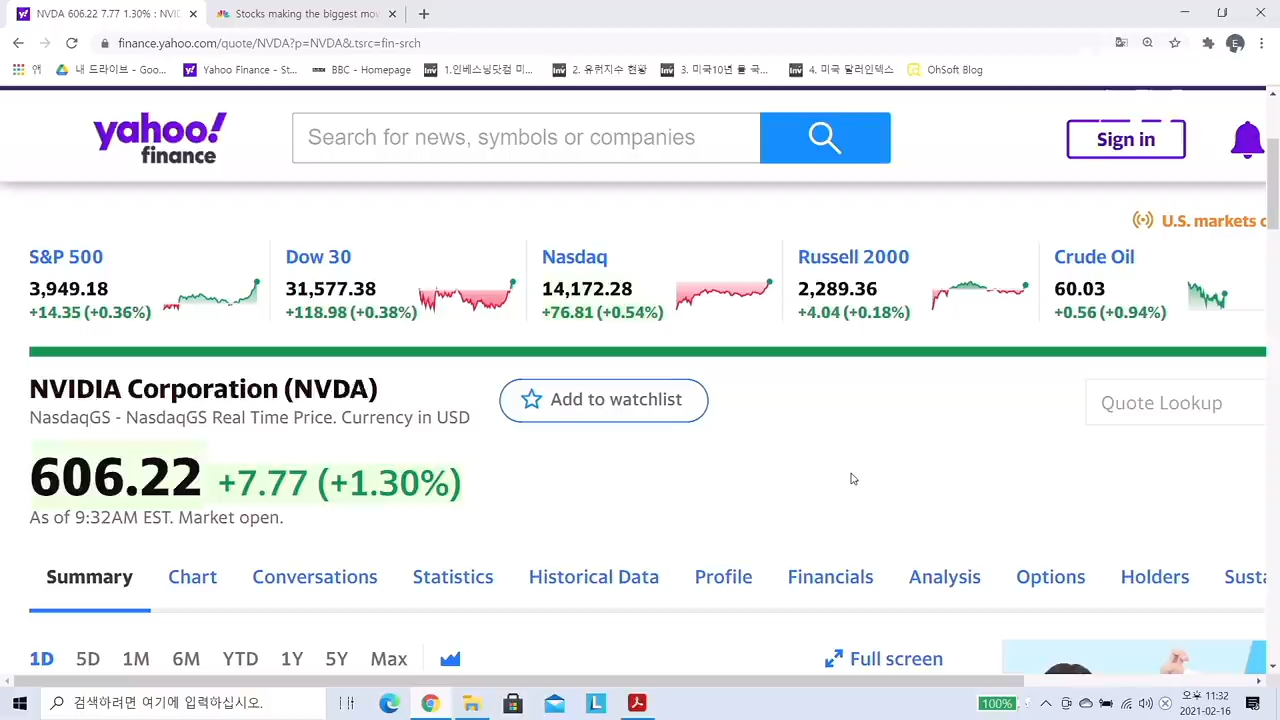 NVDA 606.22 7.77 1.30% : NVID
Stocks making the biggest mov
finance.yahoo.com/quote/NVDA?p=NVDA&.tsrc=fin-srch
앱
내 드라이브 - Goo...
Yahoo Finance - St...
BBC - Homepage
1.인베스닝닷컴 미...
2. 유뤼지수 현황
3. 미국10년 뮬 국...
4. 미국 달러인덱스
OhSoft Blog
yahoo!
finance
Search for news, symbols or companies
Sign in
U.S. markets c
S&P 500
3,949.18
+14.35 (+0.36%)
Dow 30
31,577.38
+118.98 (+0.38%)
Nasdaq
14,172.28
+76.81 (+0.54%)
Russell 2000
2,289.36
+4.04 (+0.18%)
Crude Oil
60.03
+0.56 (+0.94%)
NVIDIA Corporation (NVDA)
Add to watchlist
NasdaqGS - NasdaqGS Real Time Price. Currency in USD
Quote Lookup
606.22 +7.77 (+1.30%)
As of 9:32AM EST. Market open.
Summary Chart Conversations Statistics Historical Data Profile Financials Analysis Options Holders Susta
1D 5D 1M 6M YTD 1Y 5Y Max
Full screen
검색하려면 여기에 입력하십시오.
100%
오후 11:32
2021-02-16